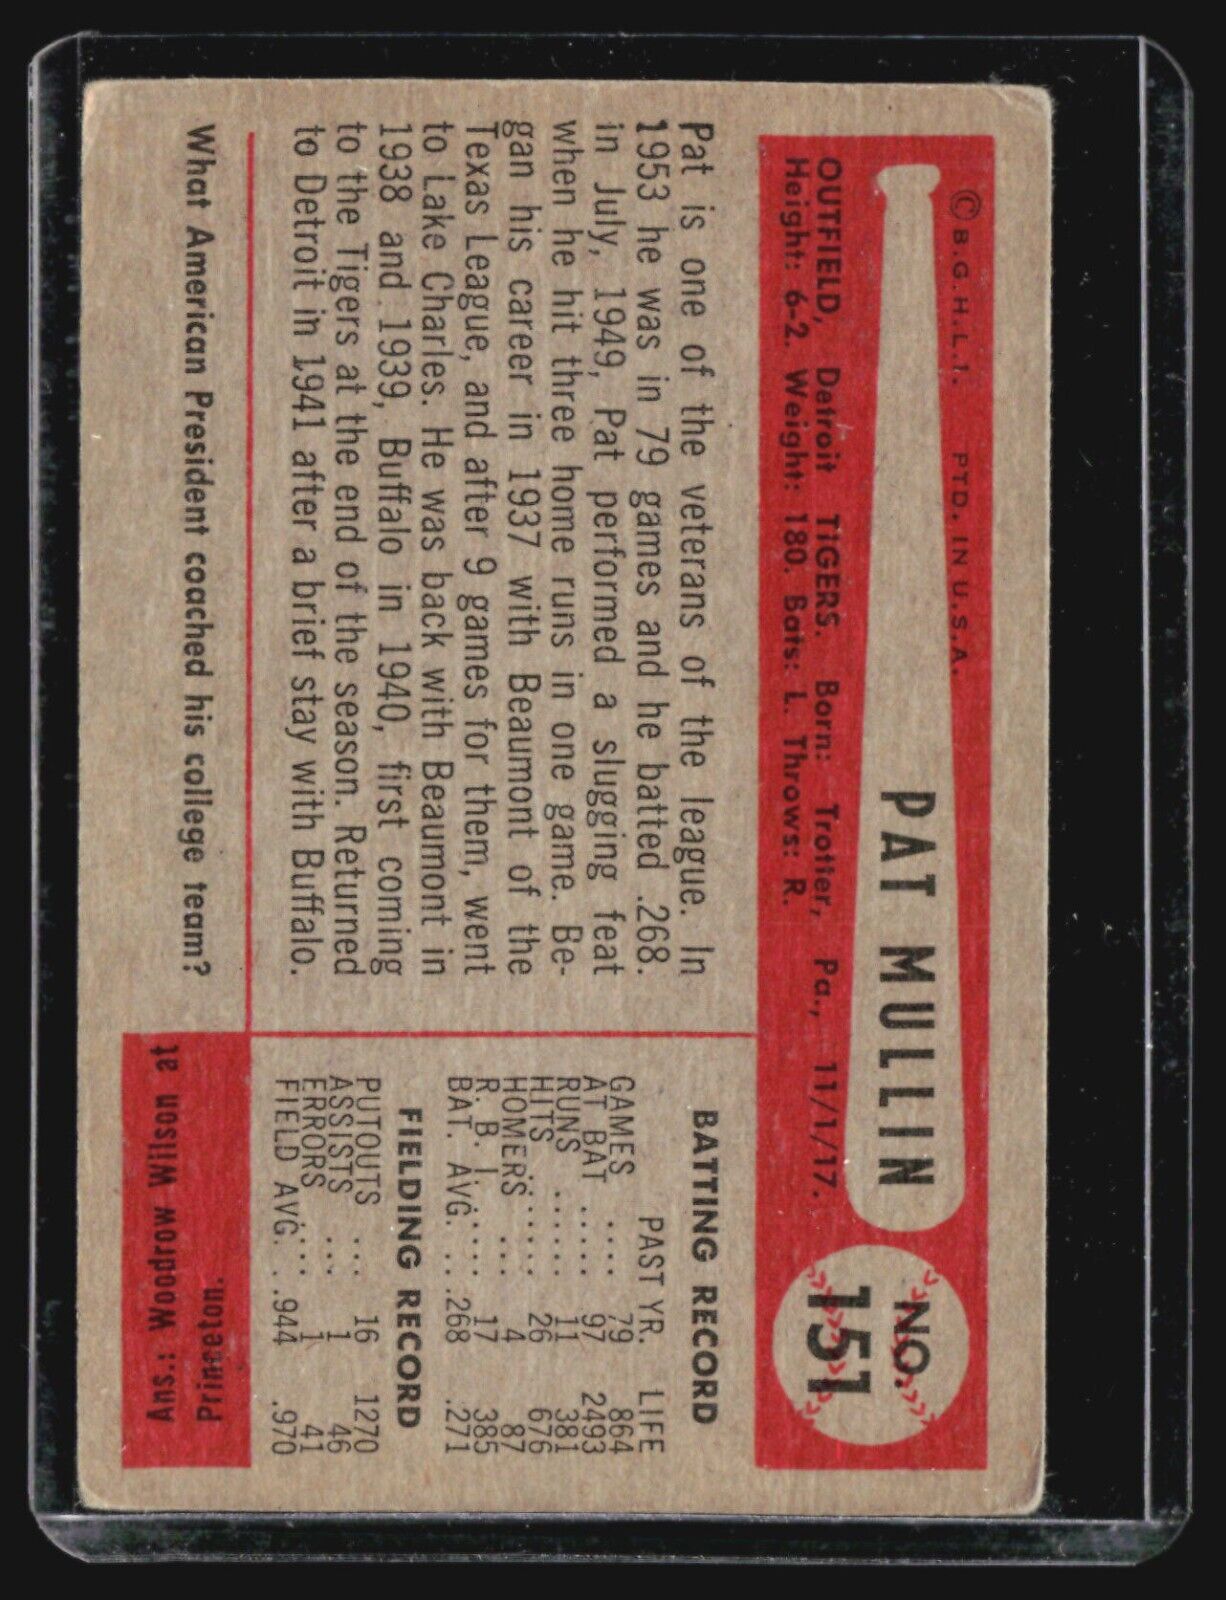 © B.G.H.L.I. PTD. IN U.S.A.
PAT MULLIN
NO.
151
OUTFIELD, Detroit TIGERS. Born: Trotter, Pa., 11/1/17.
Height: 6-2. Weight: 180. Bats: L. Throws: R.
Pat is one of the veterans of the league. In
1953 he was in 79 games and he batted .268.
in July, 1949, Pat performed a slugging feat
when he hit three home runs in one game. Be-
gan his career in 1937 with Beaumont of the
Texas League, and after 9 games for them, went
to Lake Charles. He was back with Beaumont in
1938 and 1939, Buffalo in 1940, first coming
to the Tigers at the end of the season. Returned
to Detroit in 1941 after a brief stay with Buffalo.
BATTING RECORD
PAST YR. LIFE
GAMES .... 79 864
AT BAT ..... 97 2493
RUNS ...... 11 381
HITS ...... 26 676
HOMERS ... 4 87
R. B. I. ..... 17 385
BAT. AVG. .. .268 .271
FIELDING RECORD
PUTOUTS ... 16 1270
ASSISTS ... 1 46
ERRORS .... 1 41
FIELD AVG. . .944 .970
What American President coached his college team?
Ans.: Woodrow Wilson at
Princeton.